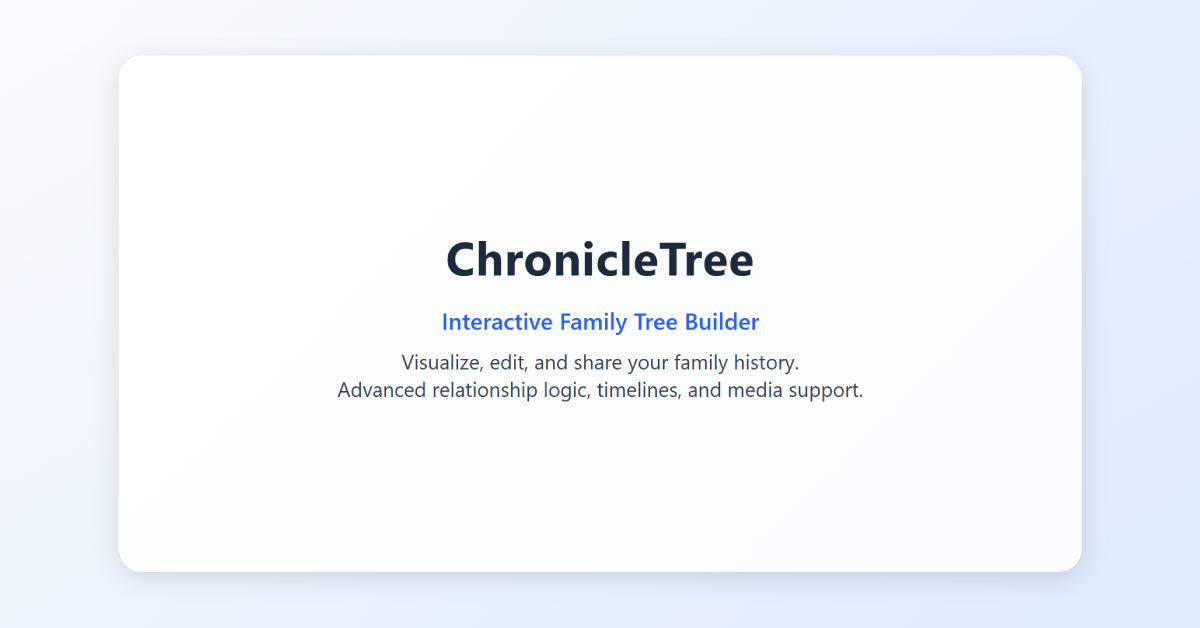 ChronicleTree
Interactive Family Tree Builder
Visualize, edit, and share your family history.
Advanced relationship logic, timelines, and media support.